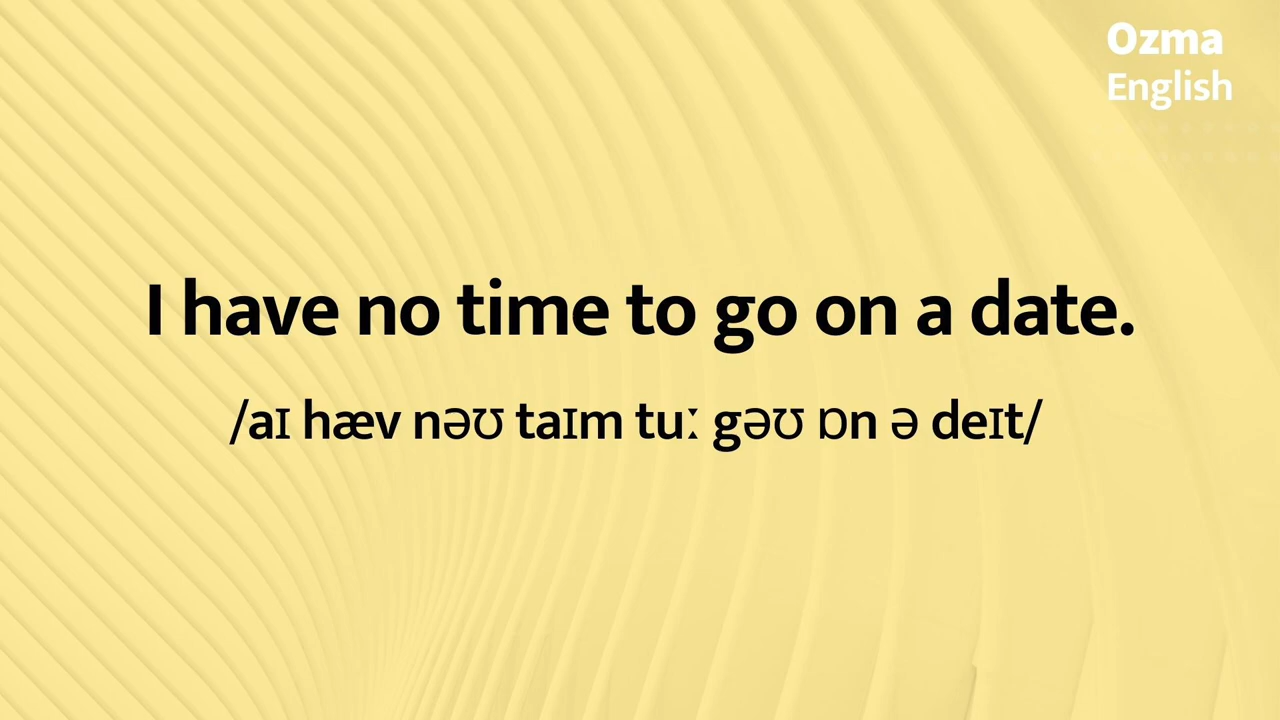 Ozma
English
I have no time to go on a date.
/aɪ hæv nəʊ taɪm tuː gəʊ ɒn ə deɪt/